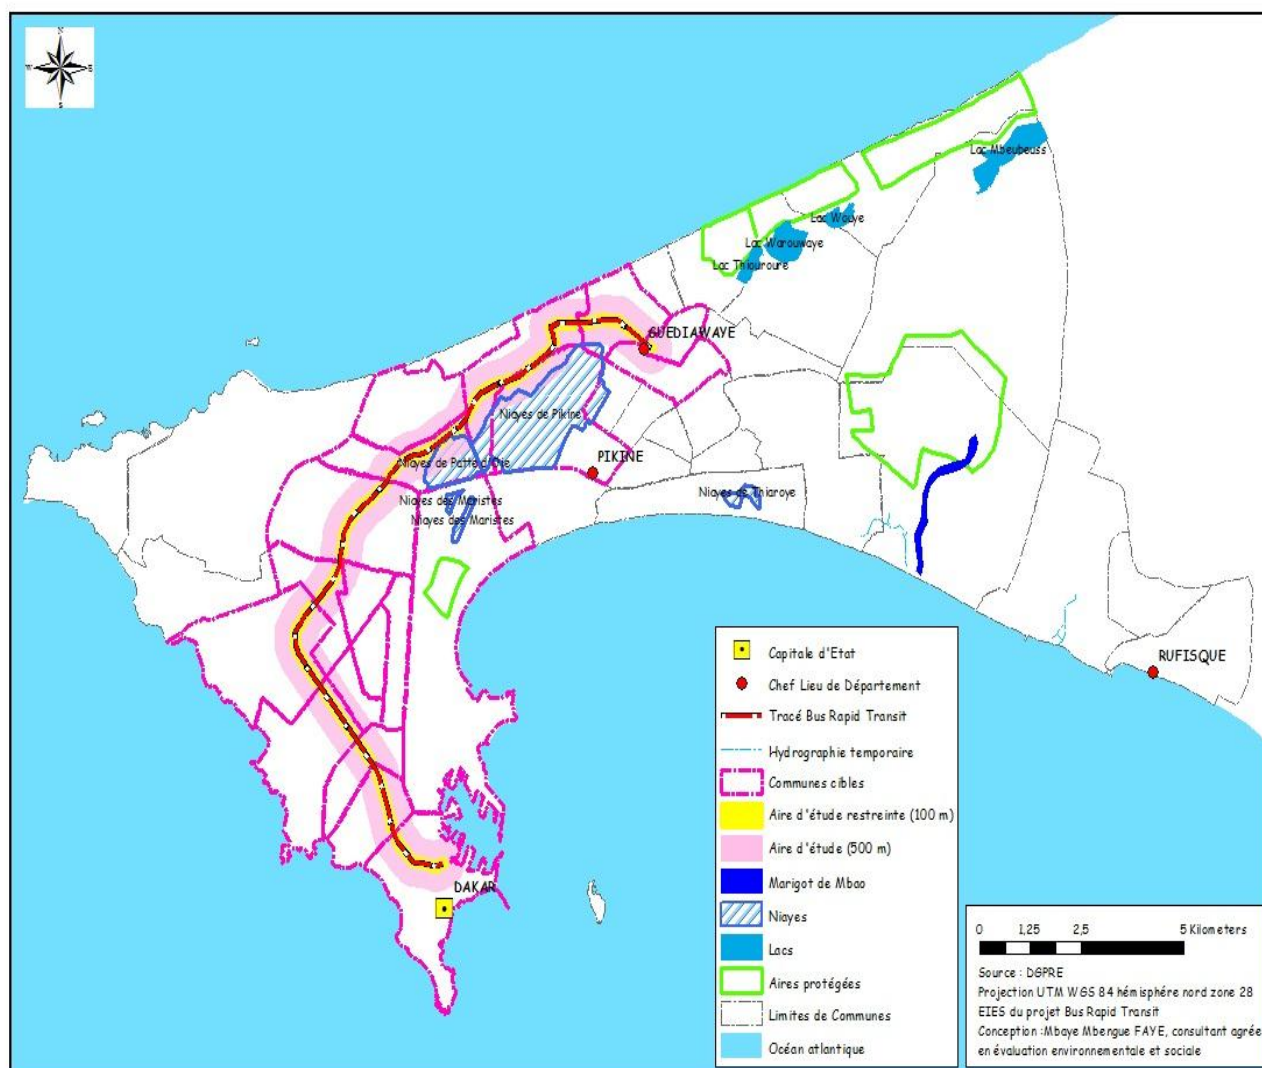 N
W
S
Lac Mbeubeuss
Lac Wouye
Lac Warouwaye
Lac Thiouroure
GUEDIAWAYE
Niayes de Pikine
PIKINE
Niayes de Patte d'Oie
Niayes des Maristes
Niayes des Maristes
Niayes de Thiaroye
RUFISQUE
DAKAR
Capitale d'Etat
Chef Lieu de Département
Tracé Bus Rapid Transit
Hydrographie temporaire
Communes cibles
Aire d'étude restreinte (100 m)
Aire d'étude (500 m)
Marigot de Mbao
Niayes
Lacs
Aires protégées
Limites de Communes
Océan atlantique
0 1,25 2,5 5 Kilometers
Source : DGPRE
Projection UTM WGS 84 hémisphère nord zone 28
EIES du projet Bus Rapid Transit
Conception :Mbaye Mbengue FAYE, consultant agrée
en évaluation environnementale et sociale